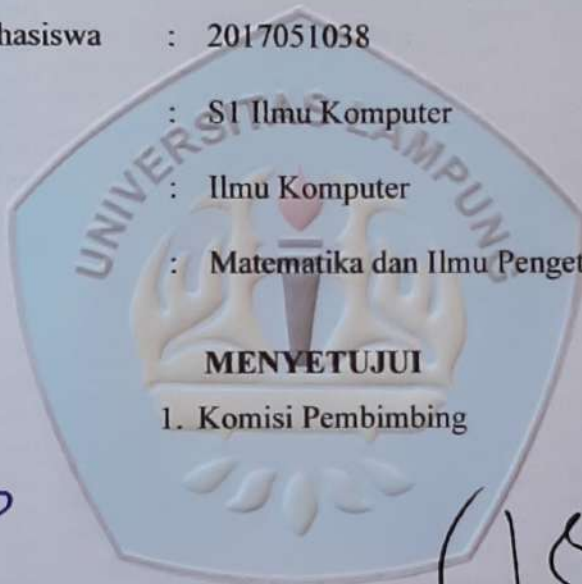 hasiswa : 2017051038
: S1 Ilmu Komputer
: Ilmu Komputer
: Matematika dan Ilmu Penget
UNIVERSITAS LAMPUNG
MENYETUJUI
1. Komisi Pembimbing